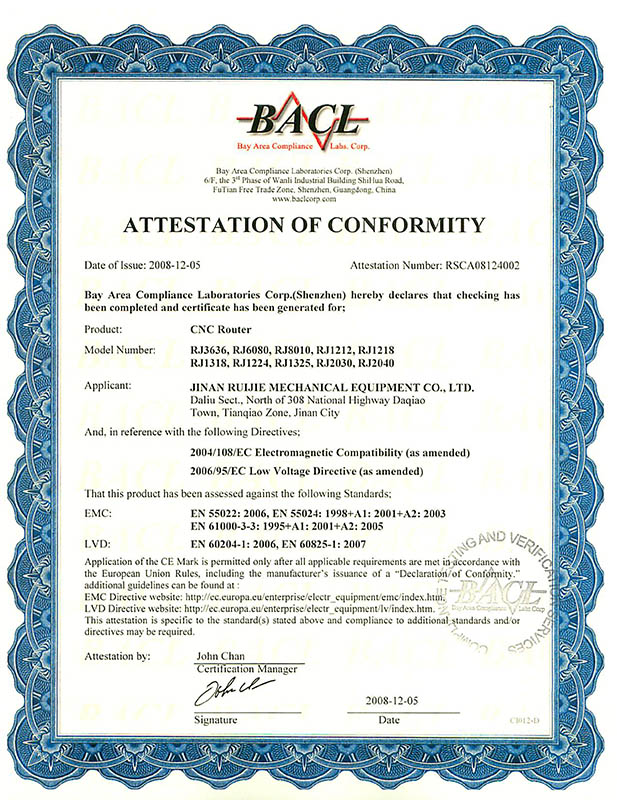 BACL
Bay Area Compliance Labs. Corp.
Bay Area Compliance Laboratories Corp. (Shenzhen)
6/F, the 3rd Phase of Wanli Industrial Building ShiHua Road,
FuTian Free Trade Zone, Shenzhen, Guangdong, China
www.baclcorp.com
ATTESTATION OF CONFORMITY
Date of Issue: 2008-12-05 Attestation Number: RSCA08124002
Bay Area Compliance Laboratories Corp.(Shenzhen) hereby declares that checking has
been completed and certificate has been generated for;
Product: CNC Router
Model Number: RJ3636, RJ6080, RJ8010, RJ1212, RJ1218
RJ1318, RJ1224, RJ1325, RJ2030, RJ2040
Applicant: JINAN RUIJIE MECHANICAL EQUIPMENT CO., LTD.
Daliu Sect., North of 308 National Highway Daqiao
Town, Tianqiao Zone, Jinan City
And, in reference with the following Directives;
2004/108/EC Electromagnetic Compatibility (as amended)
2006/95/EC Low Voltage Directive (as amended)
That this product has been assessed against the following Standards;
EMC: EN 55022: 2006, EN 55024: 1998+A1: 2001+A2: 2003
EN 61000-3-3: 1995+A1: 2001+A2: 2005
LVD: EN 60204-1: 2006, EN 60825-1: 2007
Application of the CE Mark is permitted only after all applicable requirements are met in accordance with
the European Union Rules, including the manufacturer's issuance of a "Declaration of Conformity."
additional guidelines can be found at :
EMC Directive website: http://ec.europa.eu/enterprise/electr_equipment/emc/index.htm,
LVD Directive website: http://ec.europa.eu/enterprise/electr_equipment/lv/index.htm.
This attestation is specific to the standard(s) stated above and compliance to additional standards and/or
directives may be required.
BACL
Bay Area Compliance Labs Corp
Attestation by: John Chan
Certification Manager
John Chan
2008-12-05
Signature Date
CI012-D